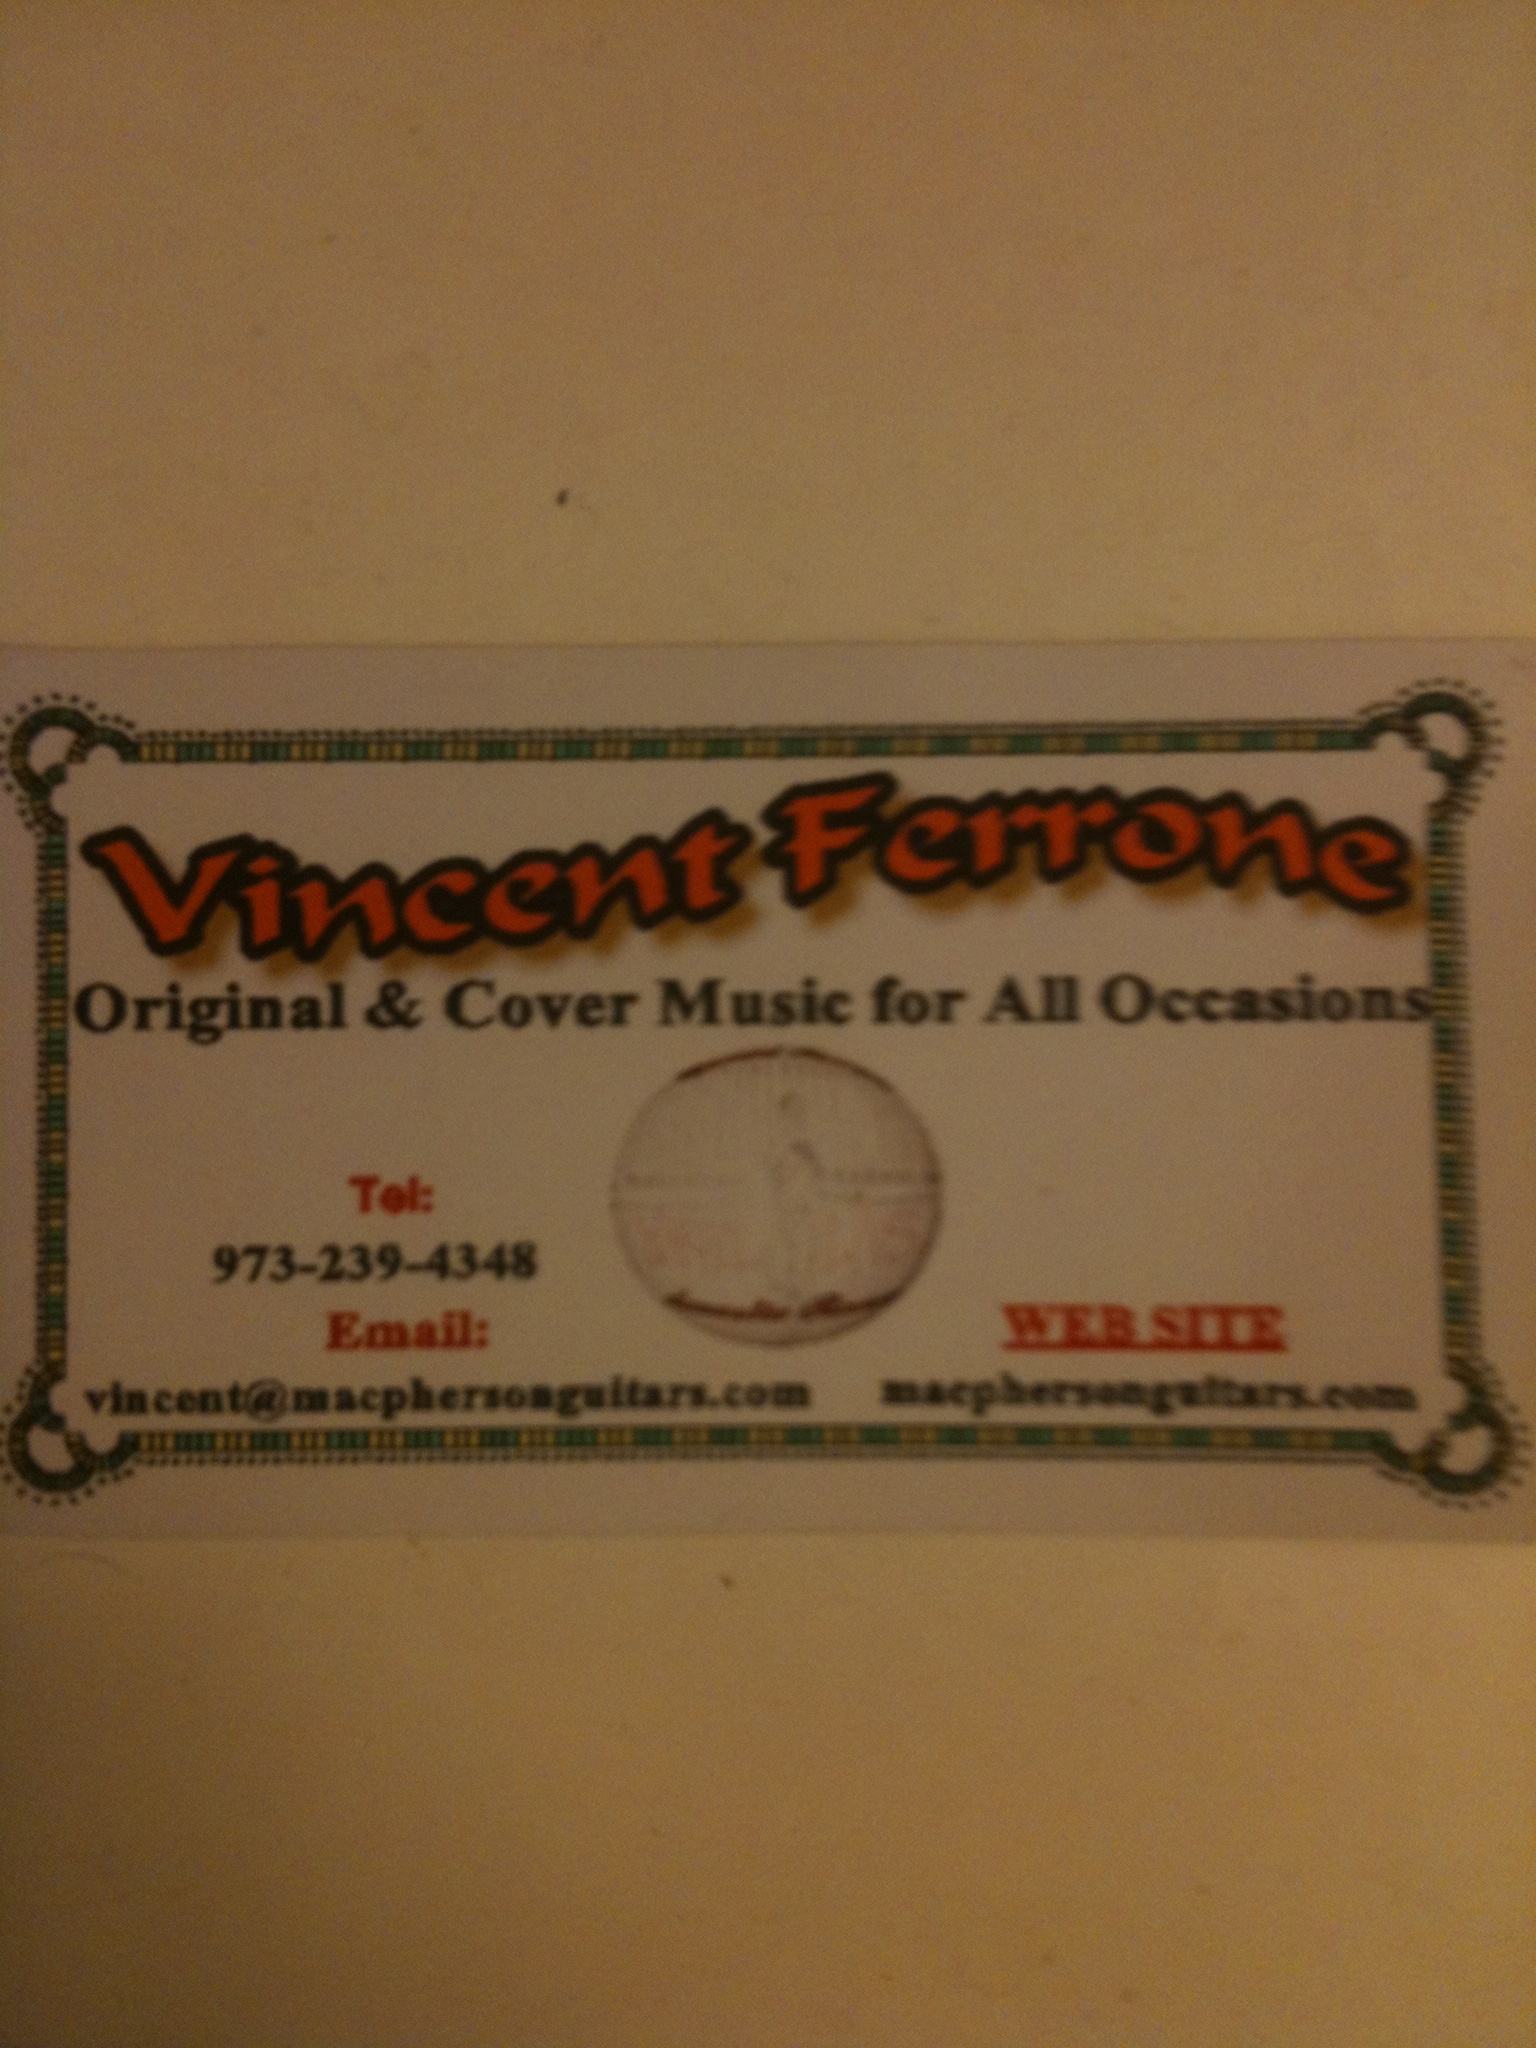 Vincent Ferrone
Original & Cover Music for All Occasions
Tel:
973-239-4348
Email:
vincent@macphersonguitars.com
WEB SITE
macphersonguitars.com